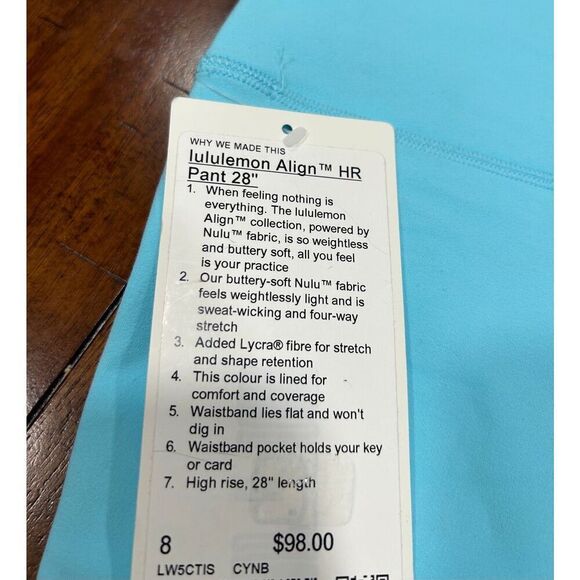 WHY WE MADE THIS
lululemon Align™ HR
Pant 28"
1. When feeling nothing is
everything. The lululemon
Align™ collection, powered by
Nulu™ fabric, is so weightless
and buttery soft, all you feel
is your practice
2. Our buttery-soft Nulu™ fabric
feels weightlessly light and is
sweat-wicking and four-way
stretch
3. Added Lycra® fibre for stretch
and shape retention
4. This colour is lined for
comfort and coverage
5. Waistband lies flat and won't
dig in
6. Waistband pocket holds your key
or card
7. High rise, 28" length
8 $98.00
LW5CTIS CYNB